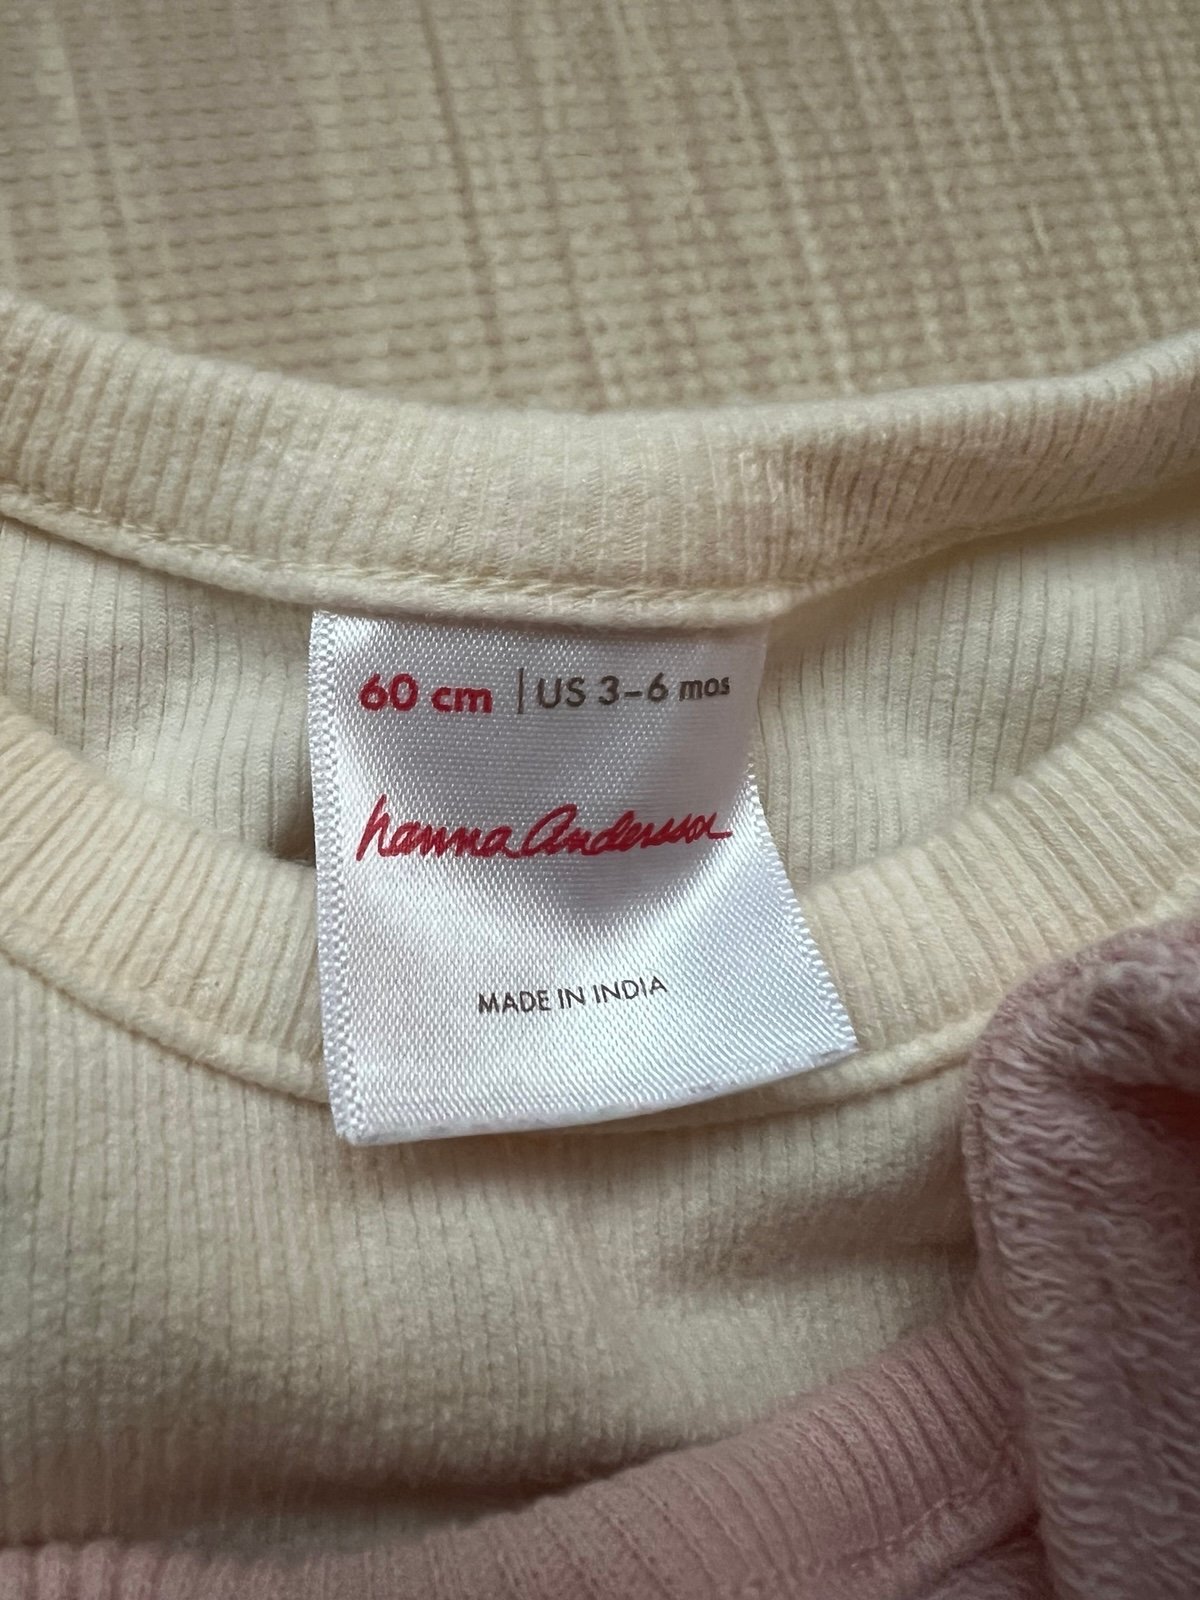 60 cm | US 3-6 mos
hanna Andersson
MADE IN INDIA